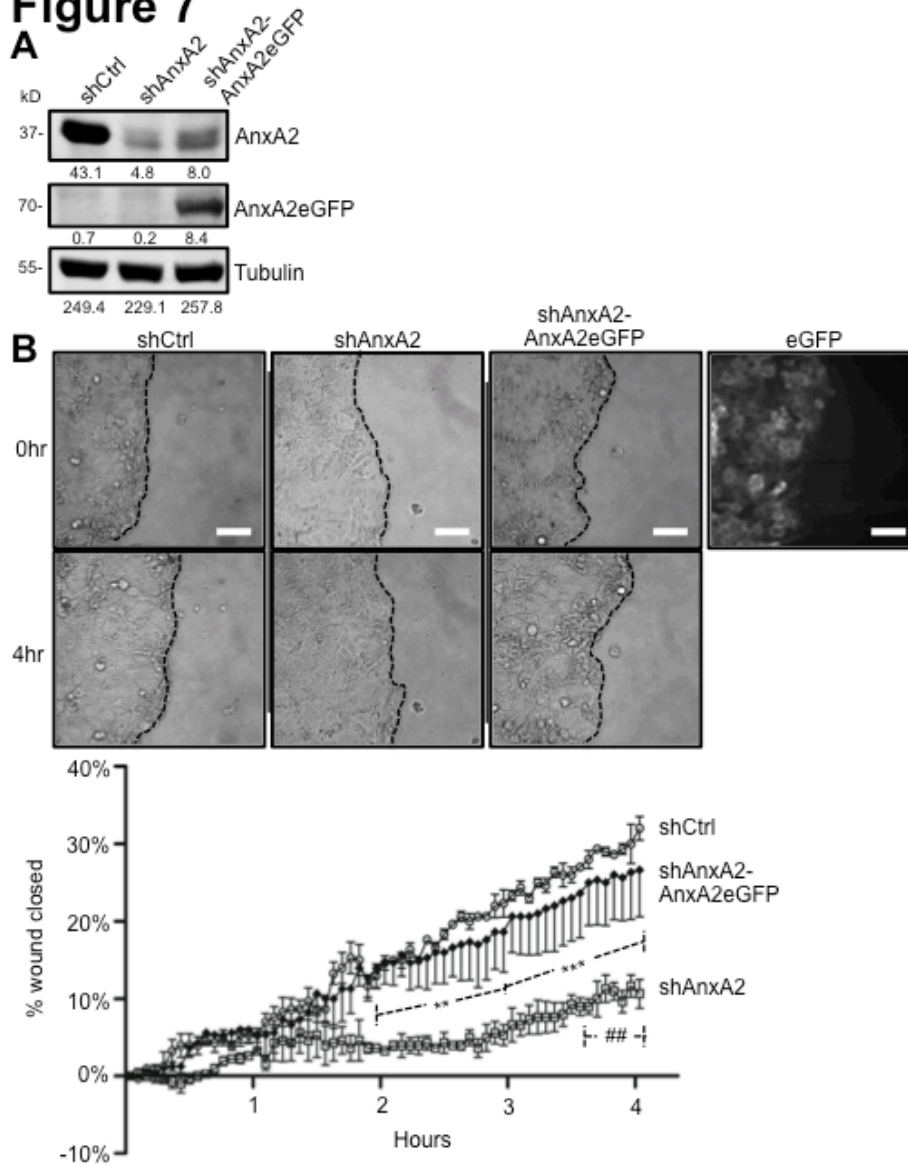 Figure 7
A
shCtrl
shAnxA2
shAnxA2-
AnxA2eGFP
kD
37-
AnxA2
43.1 4.8 8.0
70-
AnxA2eGFP
0.7 0.2 8.4
55-
Tubulin
249.4 229.1 257.8
B
shCtrl
shAnxA2
shAnxA2-
AnxA2eGFP
eGFP
0hr
4hr
40%
30%
20%
10%
0%
-10%
% wound closed
shCtrl
shAnxA2-
AnxA2eGFP
***
**
shAnxA2
##
1 2 3 4
Hours